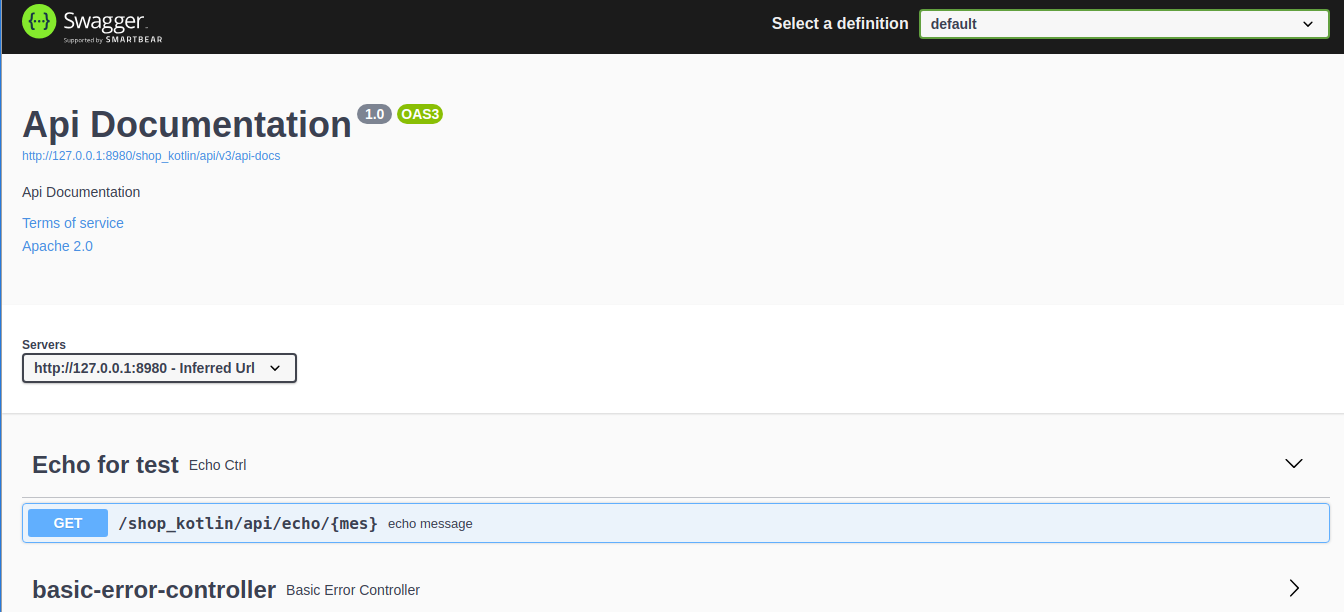 {···} Swagger.
Supported by SMARTBEAR
Select a definition default
Api Documentation 1.0 OAS3
http://127.0.0.1:8980/shop_kotlin/api/v3/api-docs
Api Documentation
Terms of service
Apache 2.0
Servers
http://127.0.0.1:8980 - Inferred Url
Echo for test Echo Ctrl
GET /shop_kotlin/api/echo/{mes} echo message
basic-error-controller Basic Error Controller